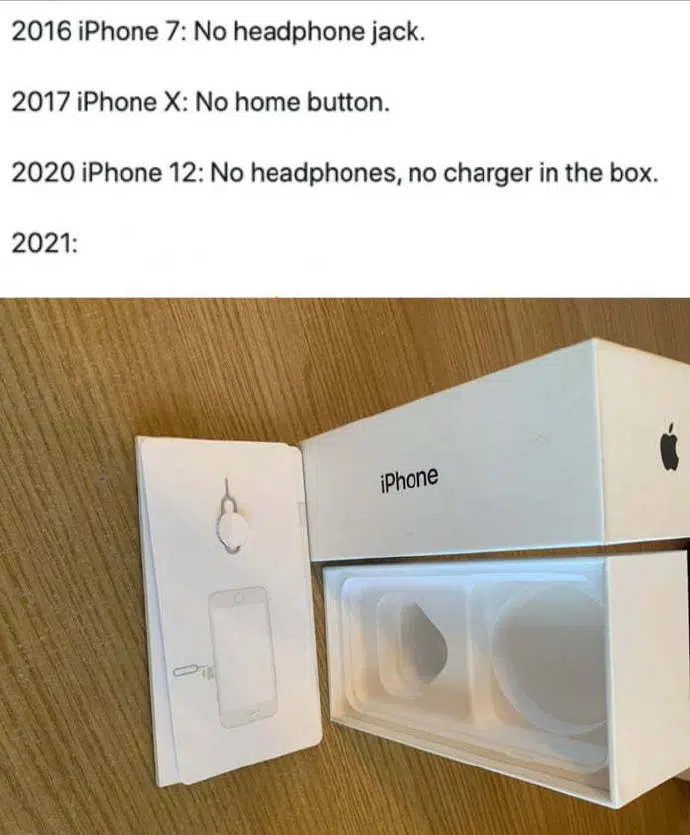 2016 iPhone 7: No headphone jack.
2017 iPhone X: No home button.
2020 iPhone 12: No headphones, no charger in the box.
2021:
iPhone